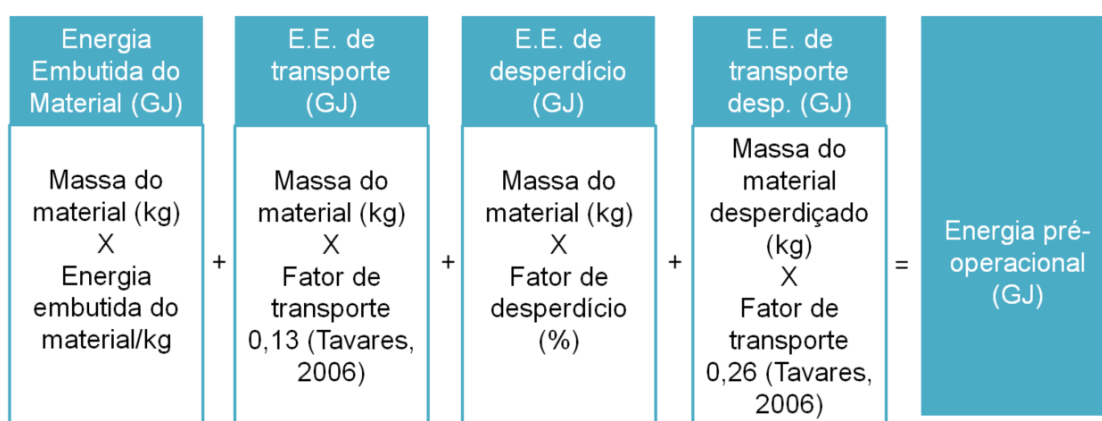 Energia
Embutida do
Material (GJ)
Massa do
material (kg)
X
Energia
embutida do
material/kg
+
E.E. de
transporte
(GJ)
Massa do
material (kg)
X
Fator de
transporte
0,13 (Tavares,
2006)
+
E.E. de
desperdício
(GJ)
Massa do
material (kg)
X
Fator de
desperdício
(%)
+
E.E. de
transporte
desp. (GJ)
Massa do
material
desperdiçado
(kg)
X
Fator de
transporte
0,26 (Tavares,
2006)
=
Energia pré-
operacional
(GJ)